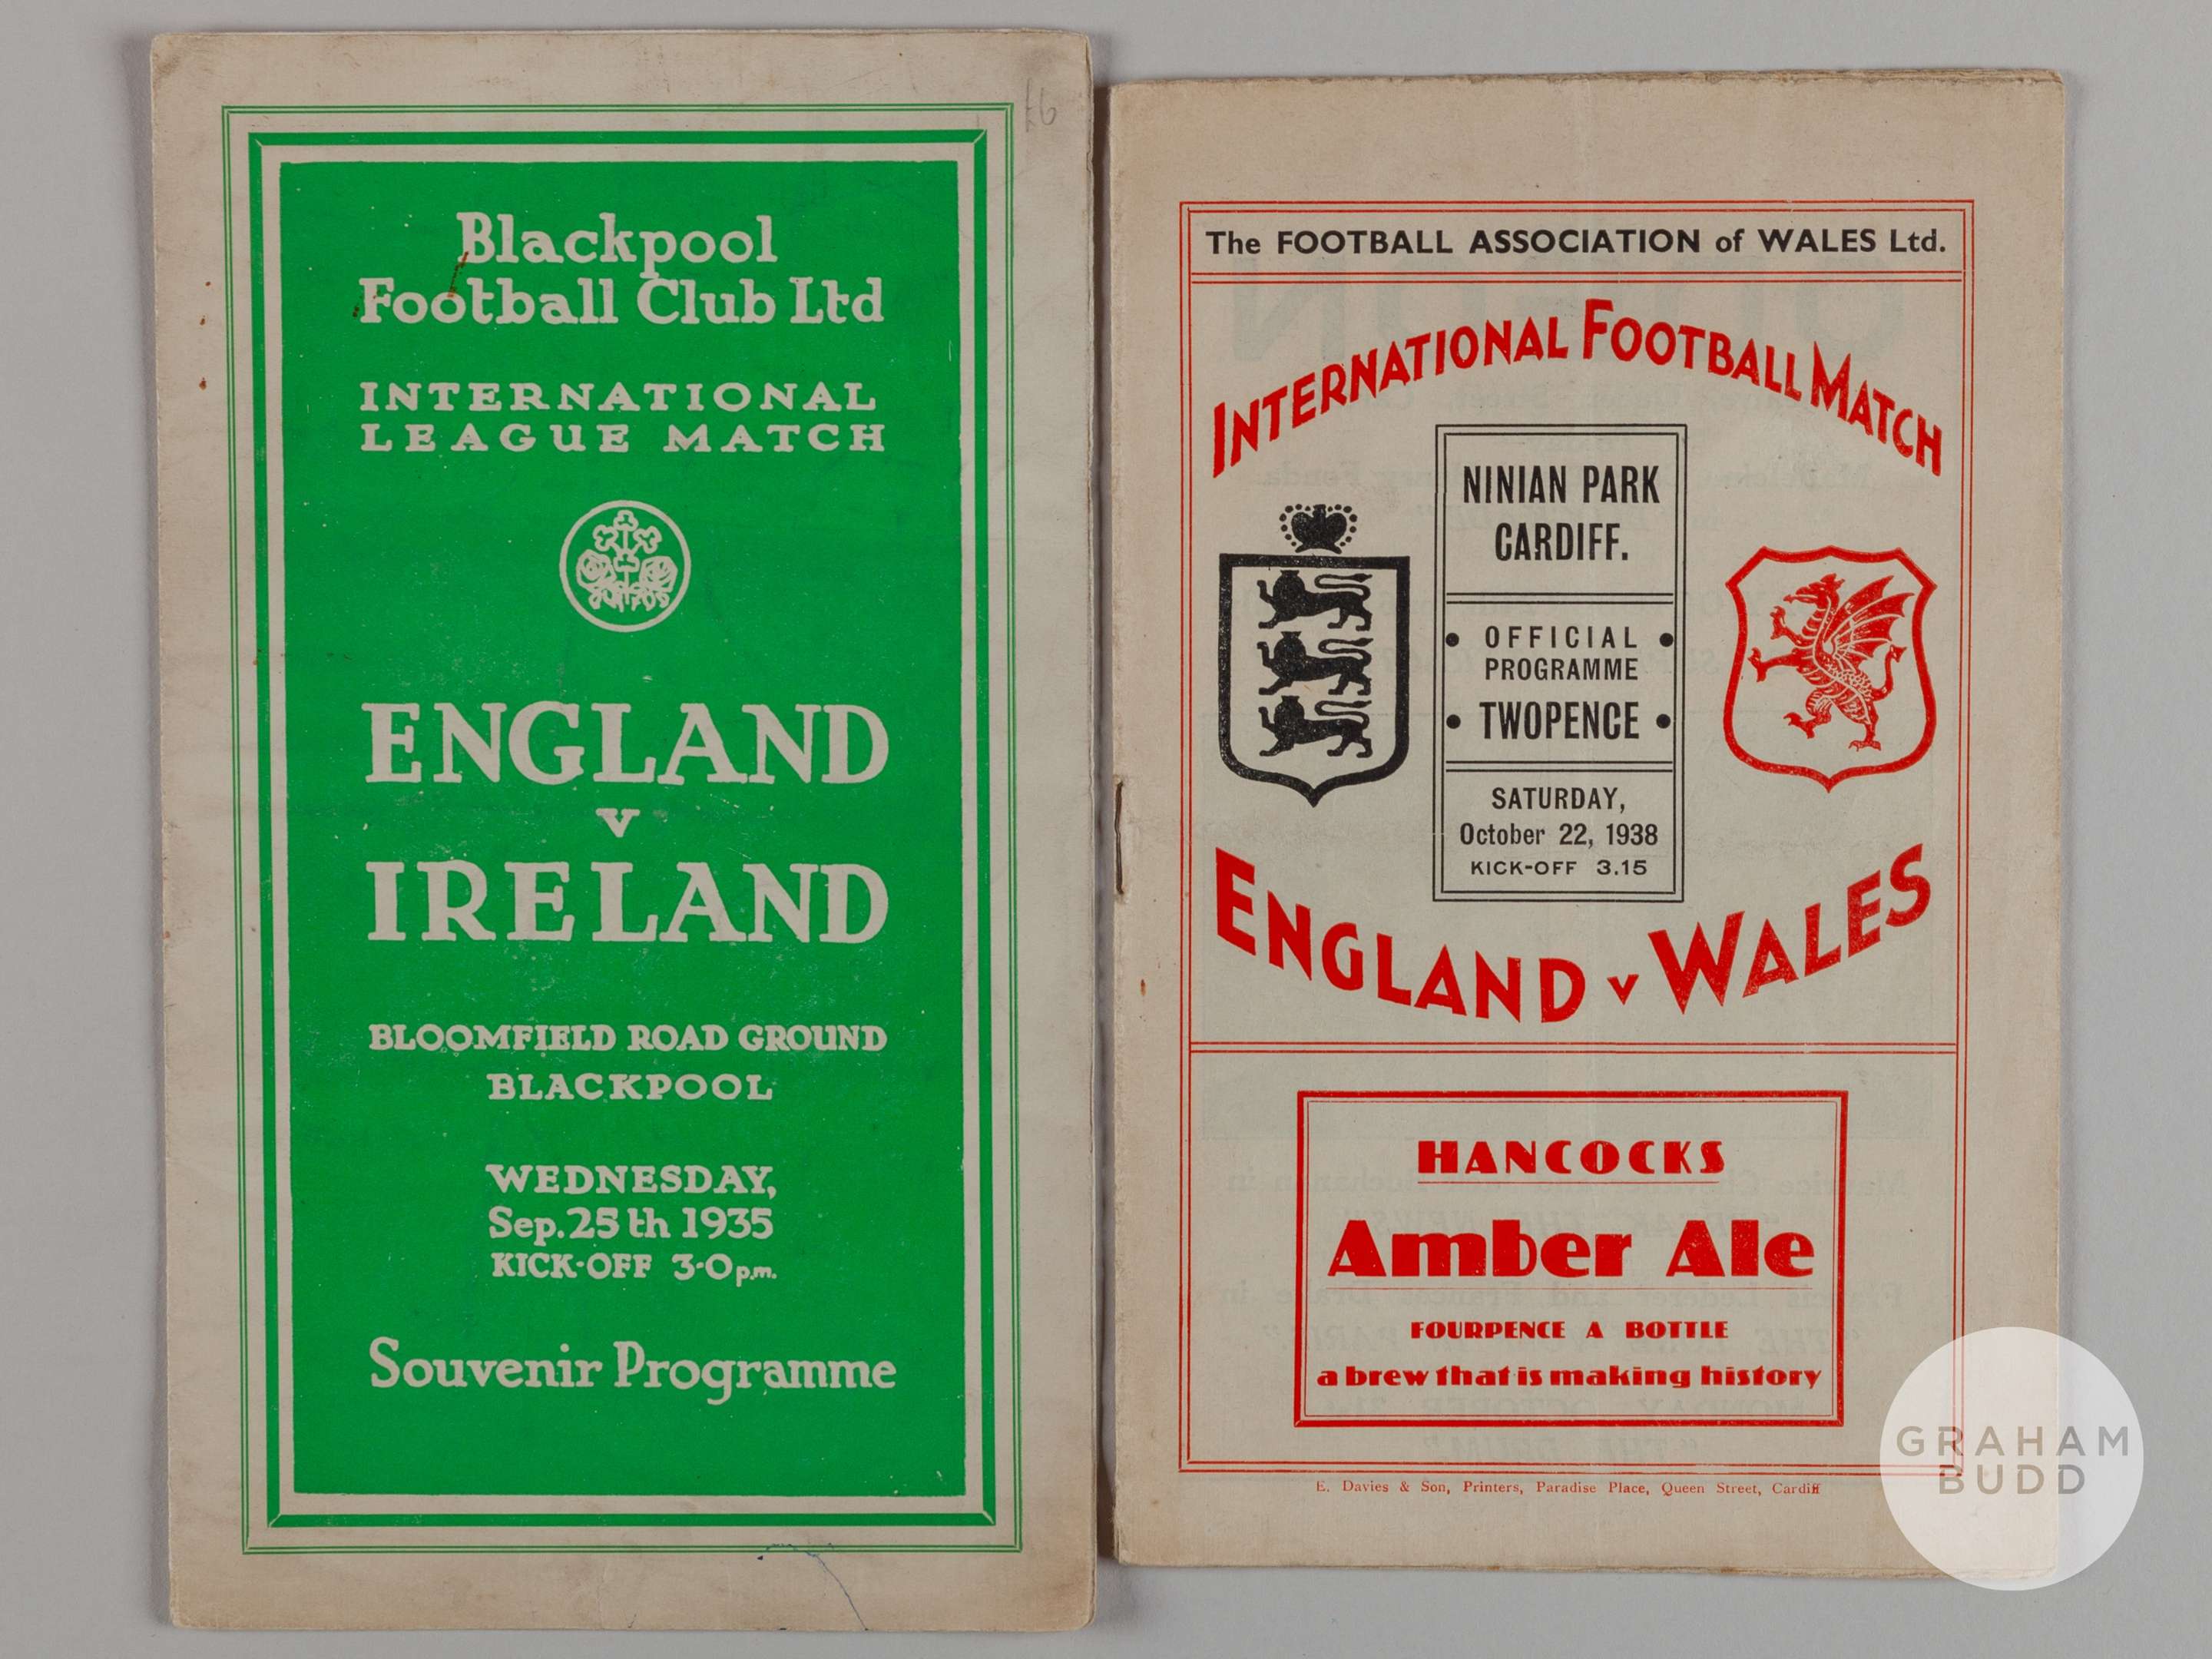 £6
Blackpool
Football Club Ltd
INTERNATIONAL
LEAGUE MATCH
ENGLAND
v
IRELAND
BLOOMFIELD ROAD GROUND
BLACKPOOL
WEDNESDAY,
Sep. 25th 1935
KICK-OFF 3-0 p.m.
Souvenir Programme
The FOOTBALL ASSOCIATION of WALES Ltd.
INTERNATIONAL FOOTBALL MATCH
NINIAN PARK
CARDIFF.
• OFFICIAL •
PROGRAMME
• TWOPENCE •
SATURDAY,
October 22, 1938
KICK-OFF 3.15
ENGLAND v WALES
HANCOCKS
Amber Ale
FOURPENCE A BOTTLE
a brew that is making history
E. Davies & Son, Printers, Paradise Place, Queen Street, Cardiff
GRAHAM
BUDD